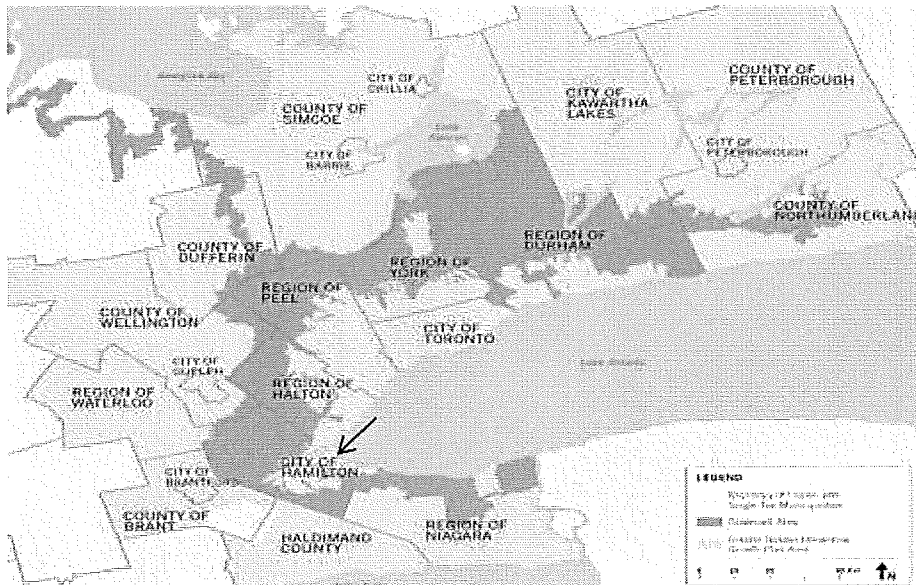 CITY OF
ORILLIA
COUNTY OF
SIMCOE
CITY OF
BARRIE
CITY OF
KAWARTHA
LAKES
COUNTY OF
PETERBOROUGH
CITY OF
PETERBOROUGH
COUNTY OF
NORTHUMBERLAND
COUNTY OF
DUFFERIN
REGION OF
YORK
REGION OF
DURHAM
REGION OF
PEEL
COUNTY OF
WELLINGTON
CITY OF
TORONTO
CITY OF
GUELPH
REGION OF
WATERLOO
REGION OF
HALTON
CITY OF
HAMILTON
CITY OF
BRANTFORD
COUNTY OF
BRANT
HALDIMAND
COUNTY
REGION OF
NIAGARA
LEGEND
Greenbelt Area
N